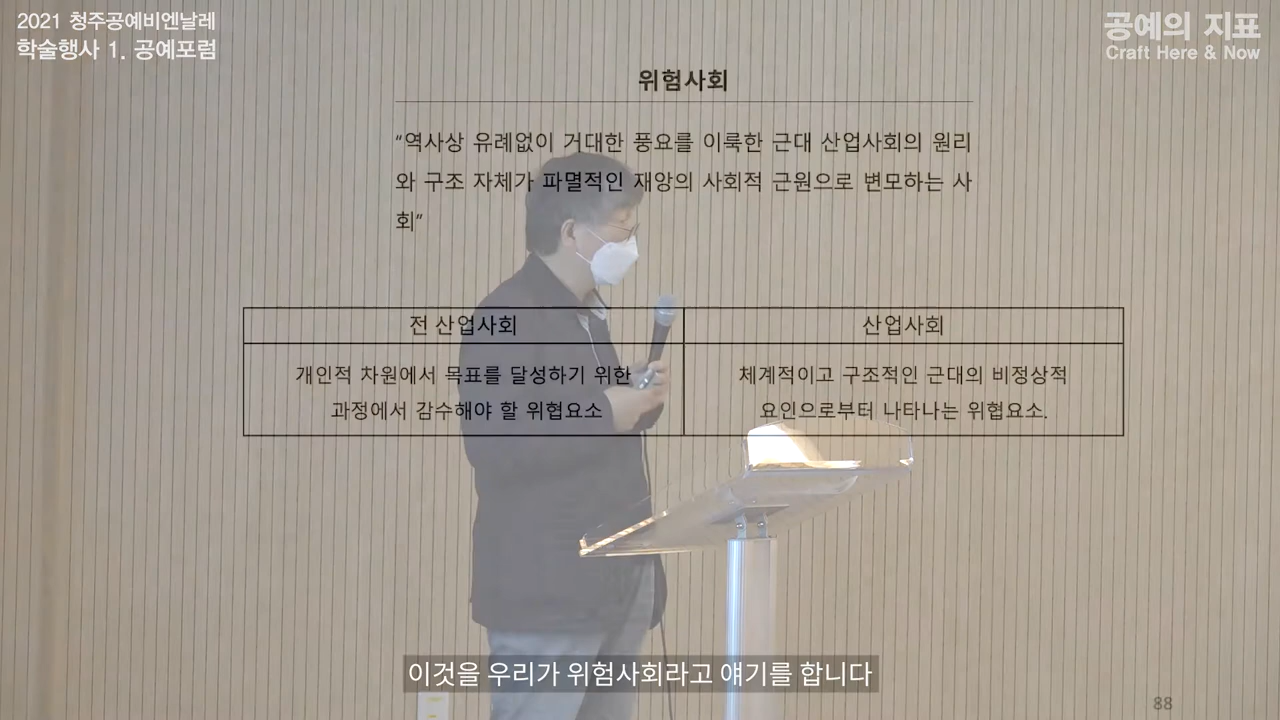 2021 청주공예비엔날레
학술행사 1. 공예포럼
공예의 지표
Craft Here & Now
위험사회
“역사상 유례없이 거대한 풍요를 이룩한 근대 산업사회의 원리
와 구조 자체가 파멸적인 재앙의 사회적 근원으로 변모하는 사
회”
전 산업사회
산업사회
개인적 차원에서 목표를 달성하기 위한
과정에서 감수해야 할 위협요소
체계적이고 구조적인 근대의 비정상적
요인으로부터 나타나는 위협요소.
이것을 우리가 위험사회라고 얘기를 합니다
88